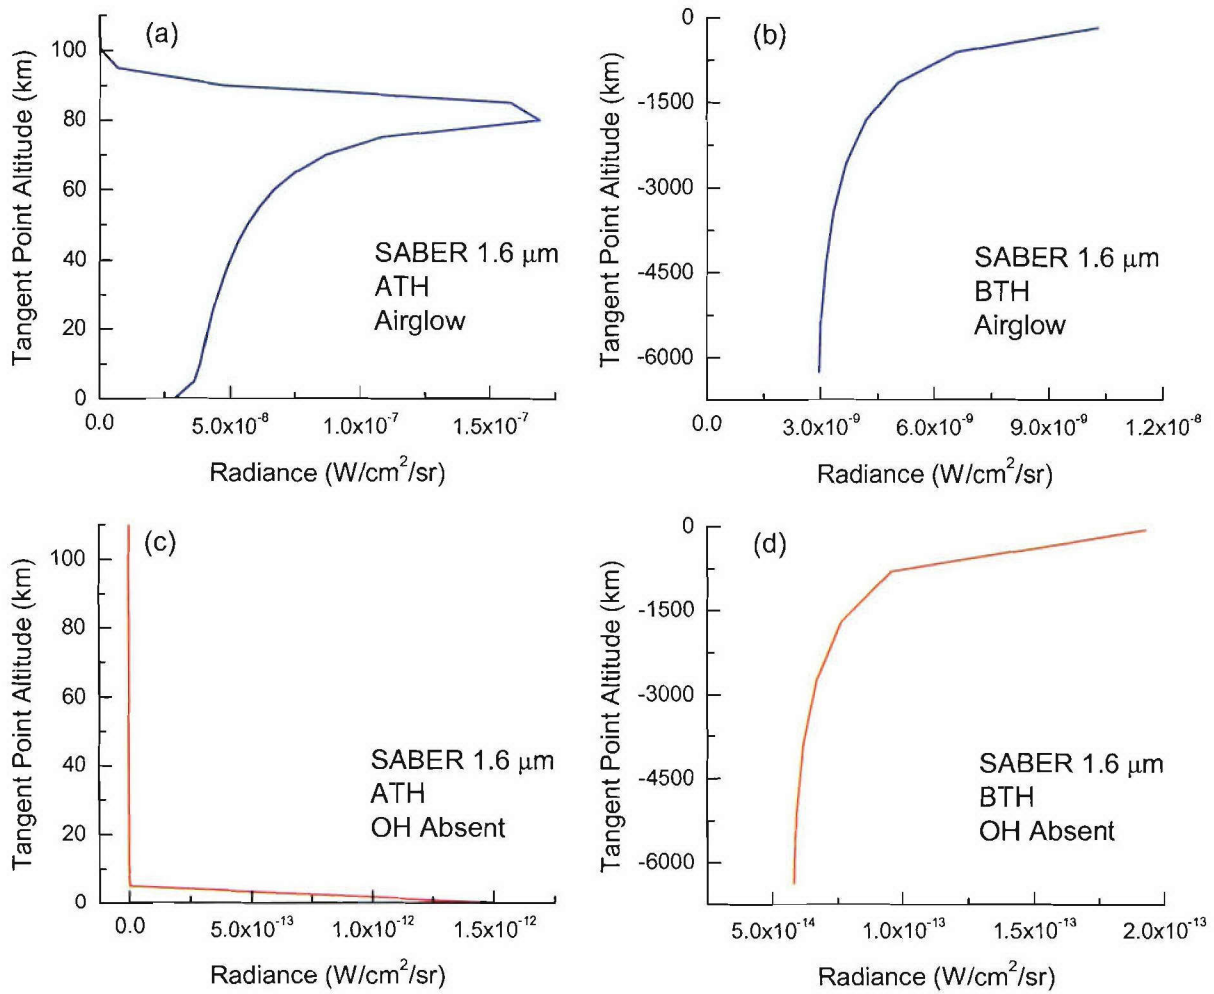 (a)
Tangent Point Altitude (km)
100
80
60
40
20
0
SABER 1.6 μm
ATH
Airglow
0.0 5.0x10⁻⁸ 1.0x10⁻⁷ 1.5x10⁻⁷
Radiance (W/cm²/sr)
(b)
Tangent Point Altitude (km)
0
-1500
-3000
-4500
-6000
SABER 1.6 μm
BTH
Airglow
0.0 3.0x10⁻⁹ 6.0x10⁻⁹ 9.0x10⁻⁹ 1.2x10⁻⁸
Radiance (W/cm²/sr)
(c)
Tangent Point Altitude (km)
100
80
60
40
20
0
SABER 1.6 μm
ATH
OH Absent
0.0 5.0x10⁻¹³ 1.0x10⁻¹² 1.5x10⁻¹²
Radiance (W/cm²/sr)
(d)
Tangent Point Altitude (km)
0
-1500
-3000
-4500
-6000
SABER 1.6 μm
BTH
OH Absent
5.0x10⁻¹⁴ 1.0x10⁻¹³ 1.5x10⁻¹³ 2.0x10⁻¹³
Radiance (W/cm²/sr)